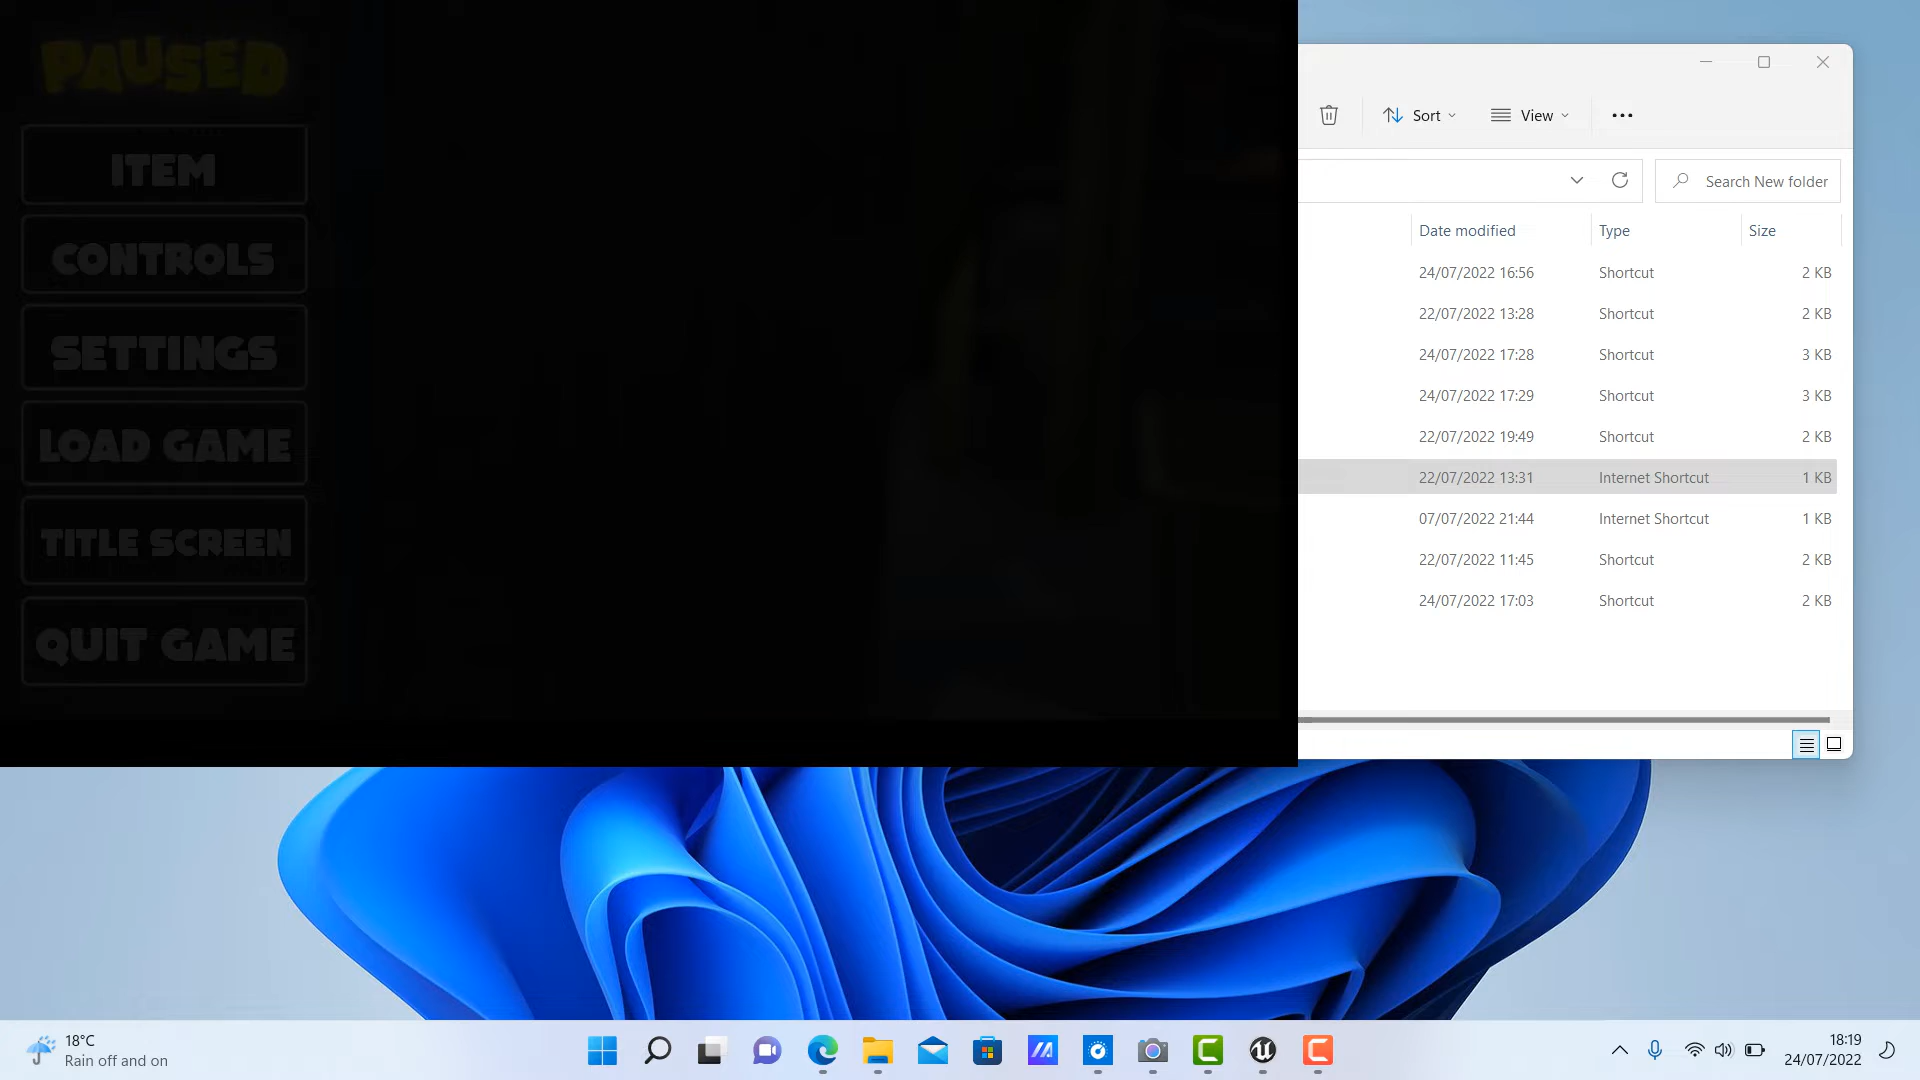 PAUSED
ITEM
CONTROLS
SETTINGS
LOAD GAME
TITLE SCREEN
QUIT GAME
Sort
View
Search New folder
Date modified Type Size
24/07/2022 16:56 Shortcut 2 KB
22/07/2022 13:28 Shortcut 2 KB
24/07/2022 17:28 Shortcut 3 KB
24/07/2022 17:29 Shortcut 3 KB
22/07/2022 19:49 Shortcut 2 KB
22/07/2022 13:31 Internet Shortcut 1 KB
07/07/2022 21:44 Internet Shortcut 1 KB
22/07/2022 11:45 Shortcut 2 KB
24/07/2022 17:03 Shortcut 2 KB
18°C
Rain off and on
18:19
24/07/2022